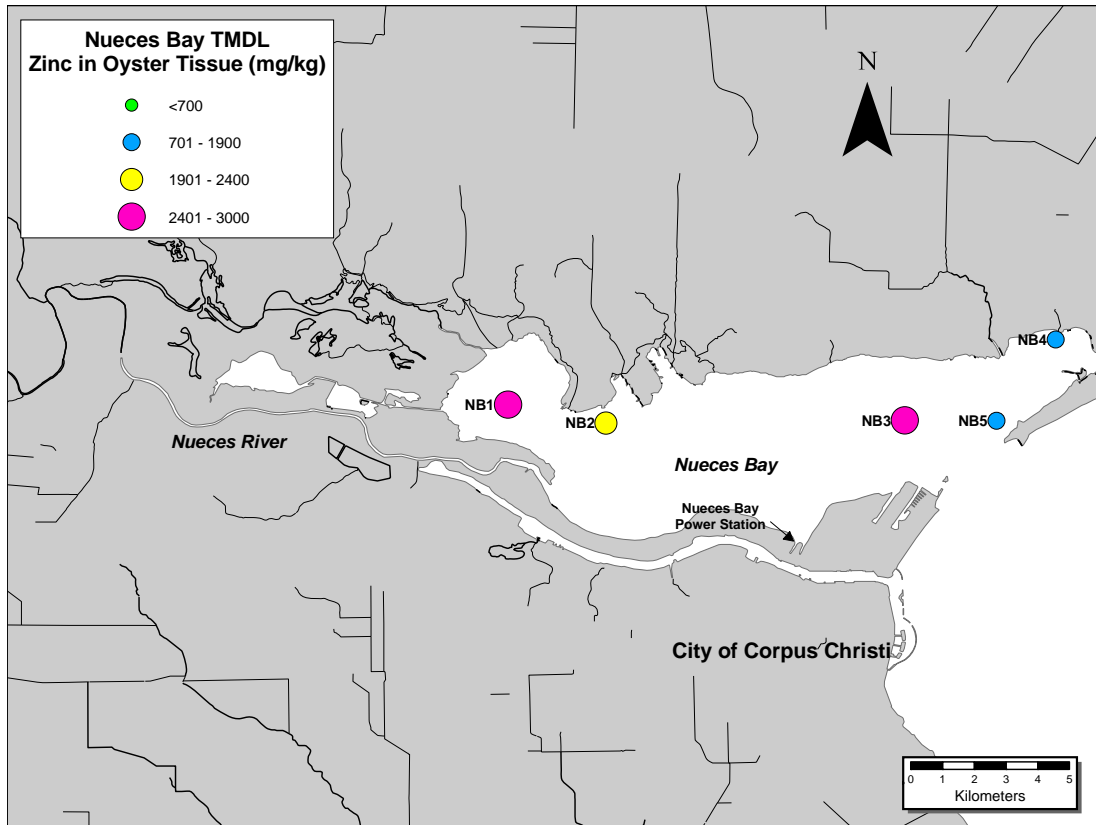 Nueces Bay TMDL
Zinc in Oyster Tissue (mg/kg)
<700
701 - 1900
1901 - 2400
2401 - 3000
N
NB4
NB1
NB2
NB3
NB5
Nueces River
Nueces Bay
Nueces Bay
Power Station
City of Corpus Christi
0 1 2 3 4 5
Kilometers